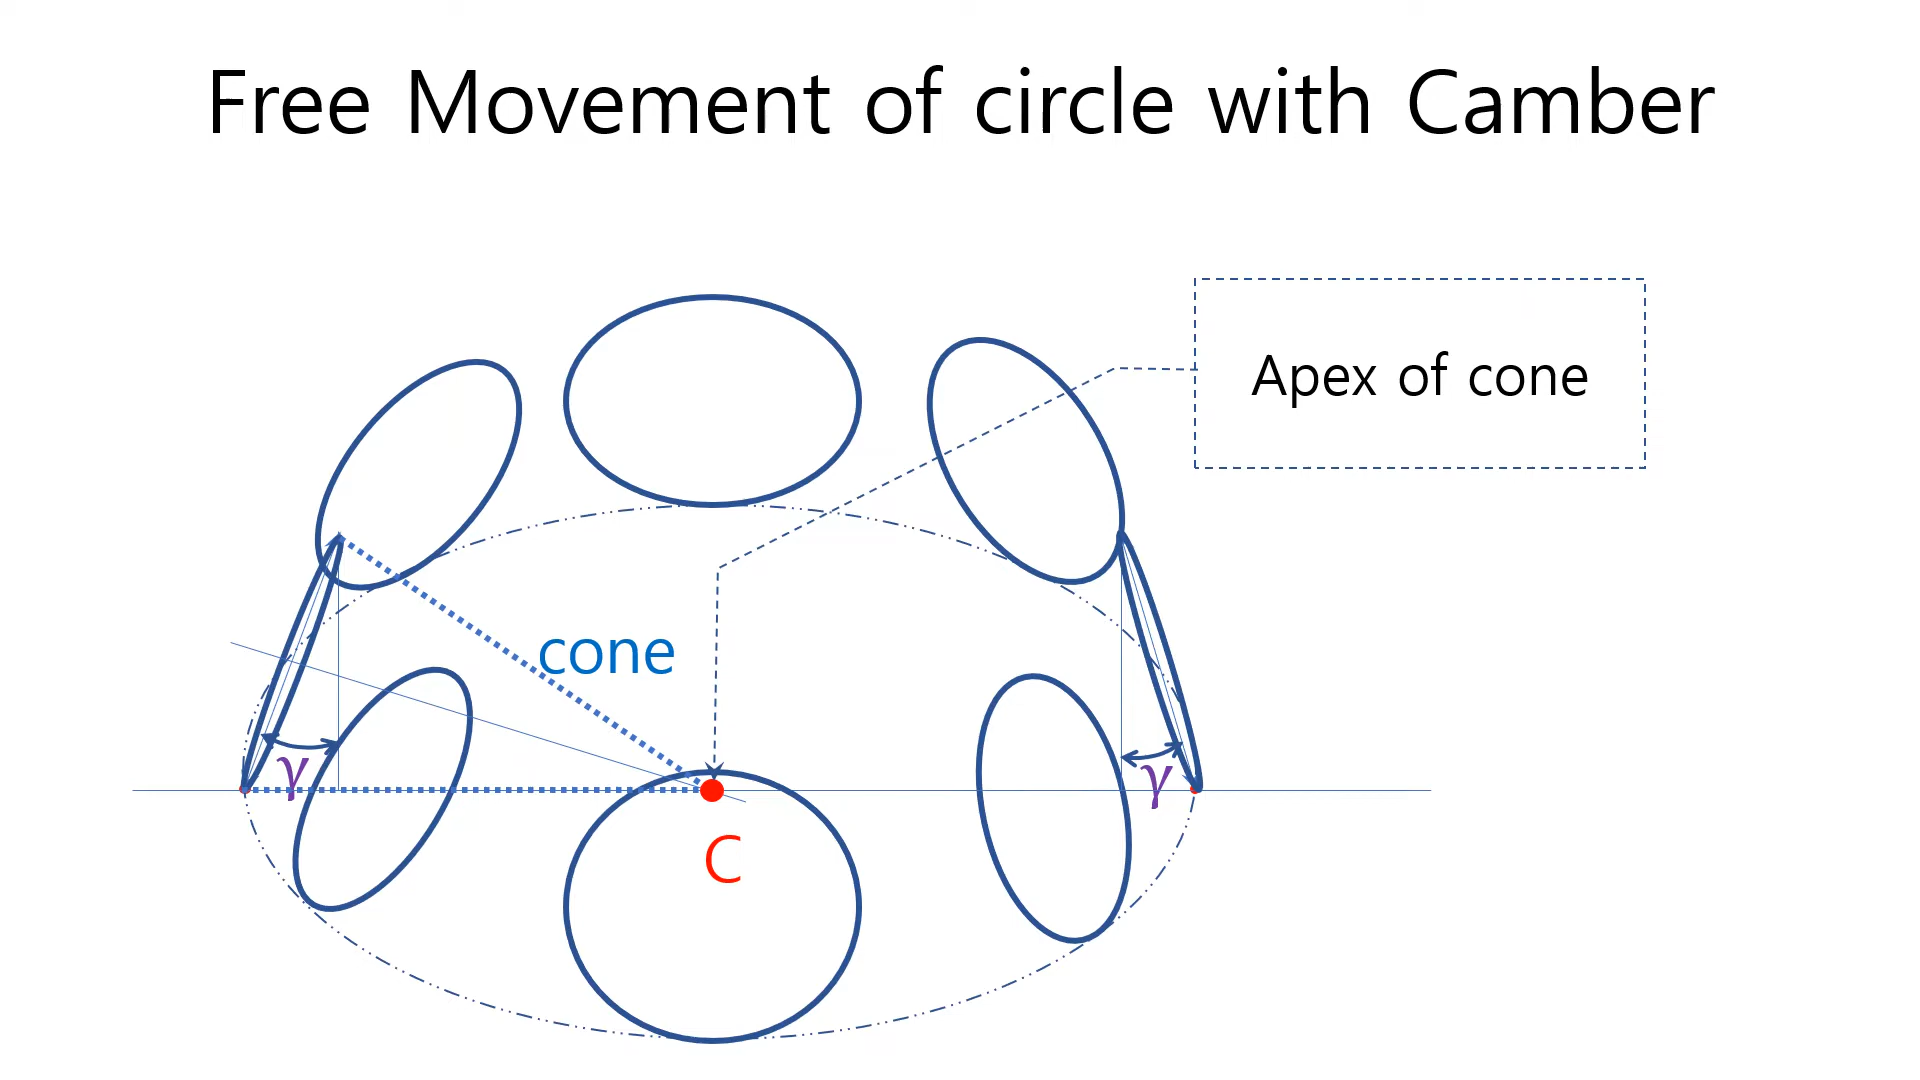 Free Movement of circle with Camber
Apex of cone
cone
γ
γ
C